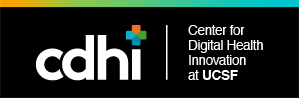 cdhi
Center for
Digital Health
Innovation
at UCSF